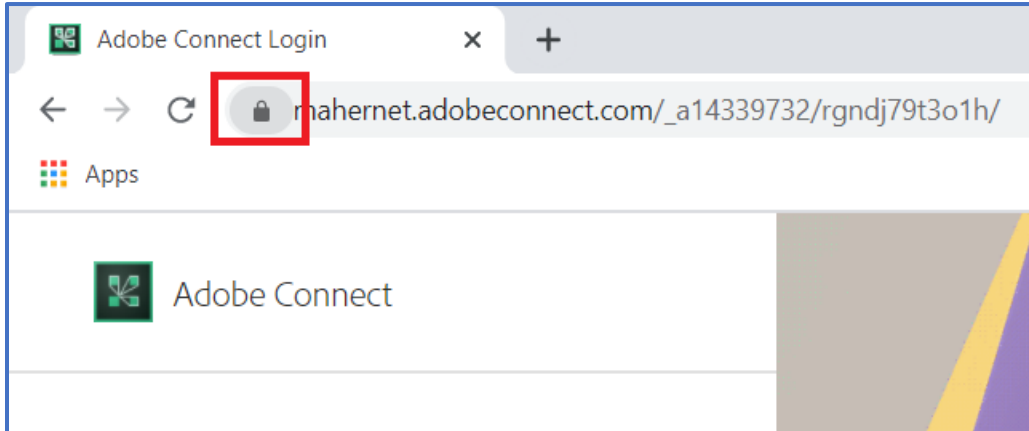 Adobe Connect Login
mahernet.adobeconnect.com/_a14339732/rgndj79t3o1h/
Apps
Adobe Connect